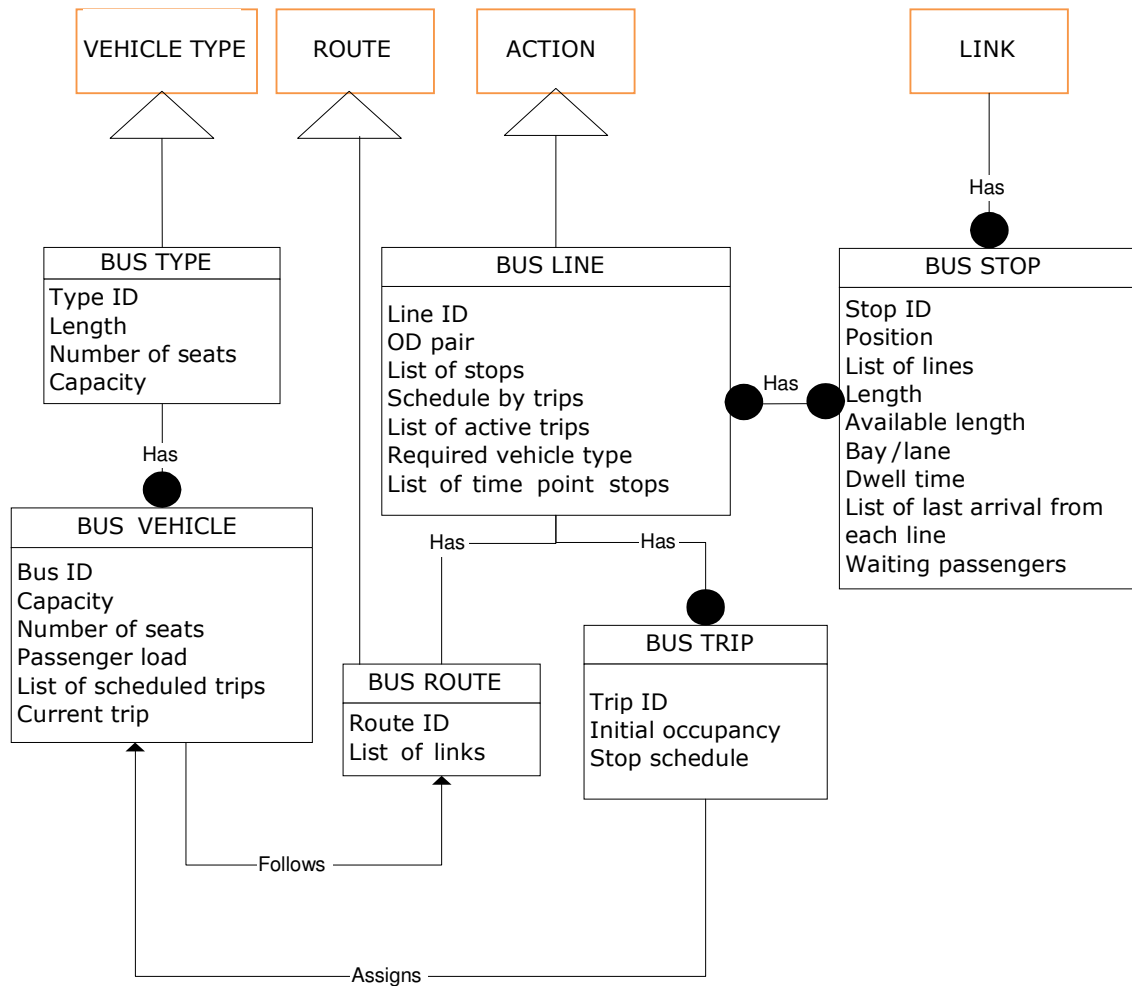 VEHICLE TYPE
ROUTE
ACTION
LINK
Has
BUS TYPE
Type ID
Length
Number of seats
Capacity
BUS LINE
Line ID
OD pair
List of stops
Schedule by trips
List of active trips
Required vehicle type
List of time point stops
Has
BUS STOP
Stop ID
Position
List of lines
Length
Available length
Bay/lane
Dwell time
List of last arrival from
each line
Waiting passengers
Has
BUS VEHICLE
Bus ID
Capacity
Number of seats
Passenger load
List of scheduled trips
Current trip
Has
Has
BUS ROUTE
Route ID
List of links
BUS TRIP
Trip ID
Initial occupancy
Stop schedule
Follows
Assigns